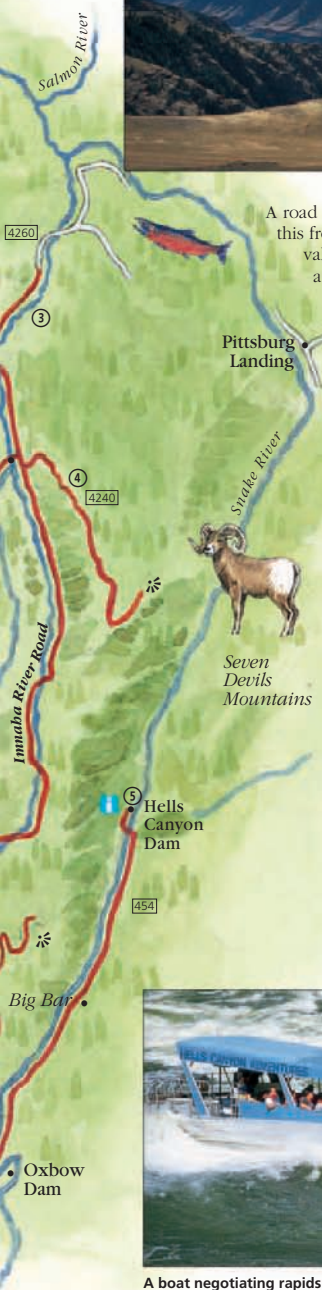 Salmon River
4260
A road
this fro
va
a
3
Pittsburg
Landing
Snake River
4
4240
Seven
Devils
Mountains
Imnaha River Road
5
i
Hells
Canyon
Dam
454
Big Bar
HELLS CANYON ADVENTURES
Oxbow
Dam
A boat negotiating rapids